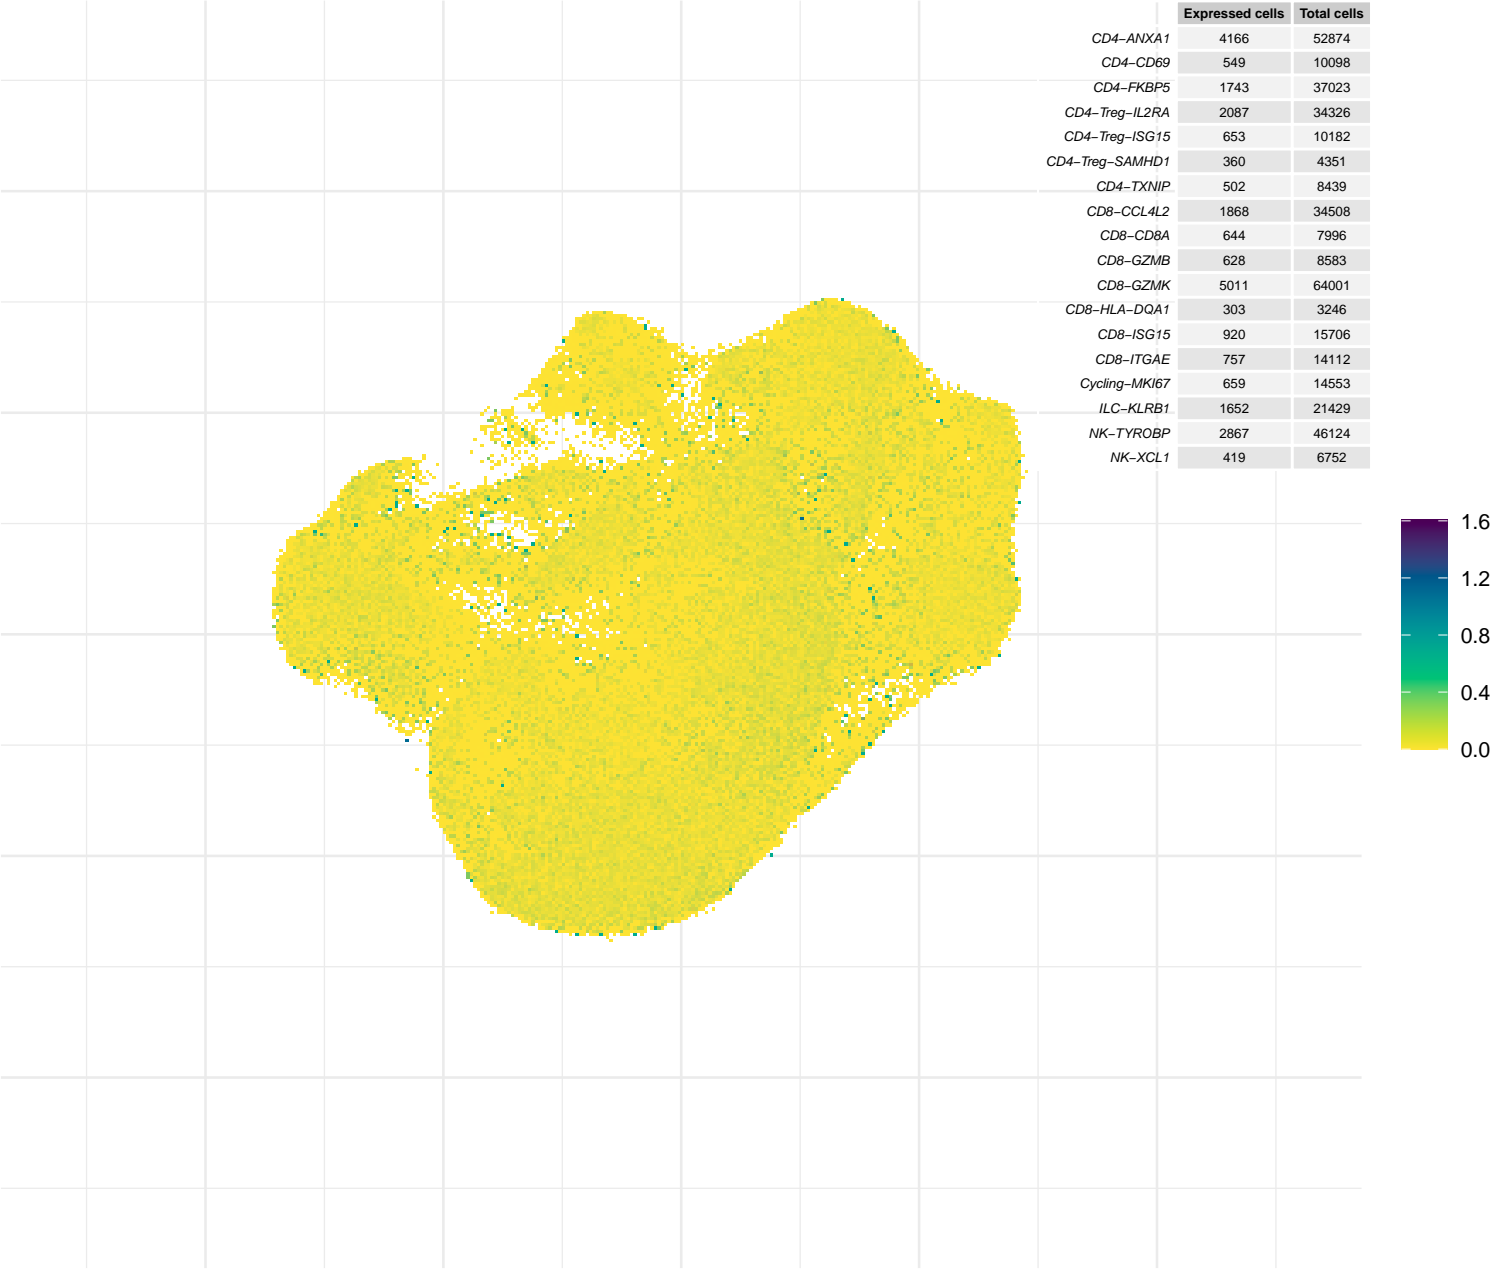 Expressed cells Total cells
CD4−ANXA1 4166 52874
CD4−CD69 549 10098
CD4−FKBP5 1743 37023
CD4−Treg−IL2RA 2087 34326
CD4−Treg−ISG15 653 10182
CD4−Treg−SAMHD1 360 4351
CD4−TXNIP 502 8439
CD8−CCL4L2 1868 34508
CD8−CD8A 644 7996
CD8−GZMB 628 8583
CD8−GZMK 5011 64001
CD8−HLA−DQA1 303 3246
CD8−ISG15 920 15706
CD8−ITGAE 757 14112
Cycling−MKI67 659 14553
ILC−KLRB1 1652 21429
NK−TYROBP 2867 46124
NK−XCL1 419 6752
1.6
1.2
0.8
0.4
0.0